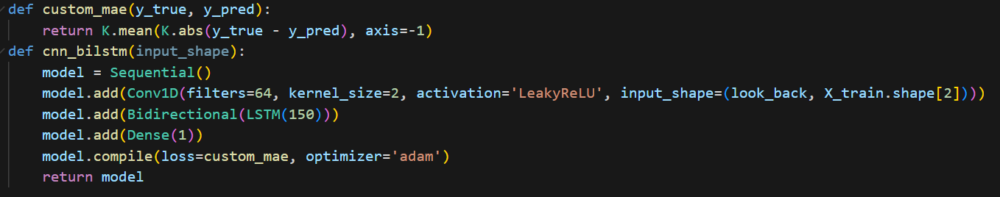 def custom_mae(y_true, y_pred):
    return K.mean(K.abs(y_true - y_pred), axis=-1)
def cnn_bilstm(input_shape):
    model = Sequential()
    model.add(Conv1D(filters=64, kernel_size=2, activation='LeakyReLU', input_shape=(look_back, X_train.shape[2])))
    model.add(Bidirectional(LSTM(150)))
    model.add(Dense(1))
    model.compile(loss=custom_mae, optimizer='adam')
    return model